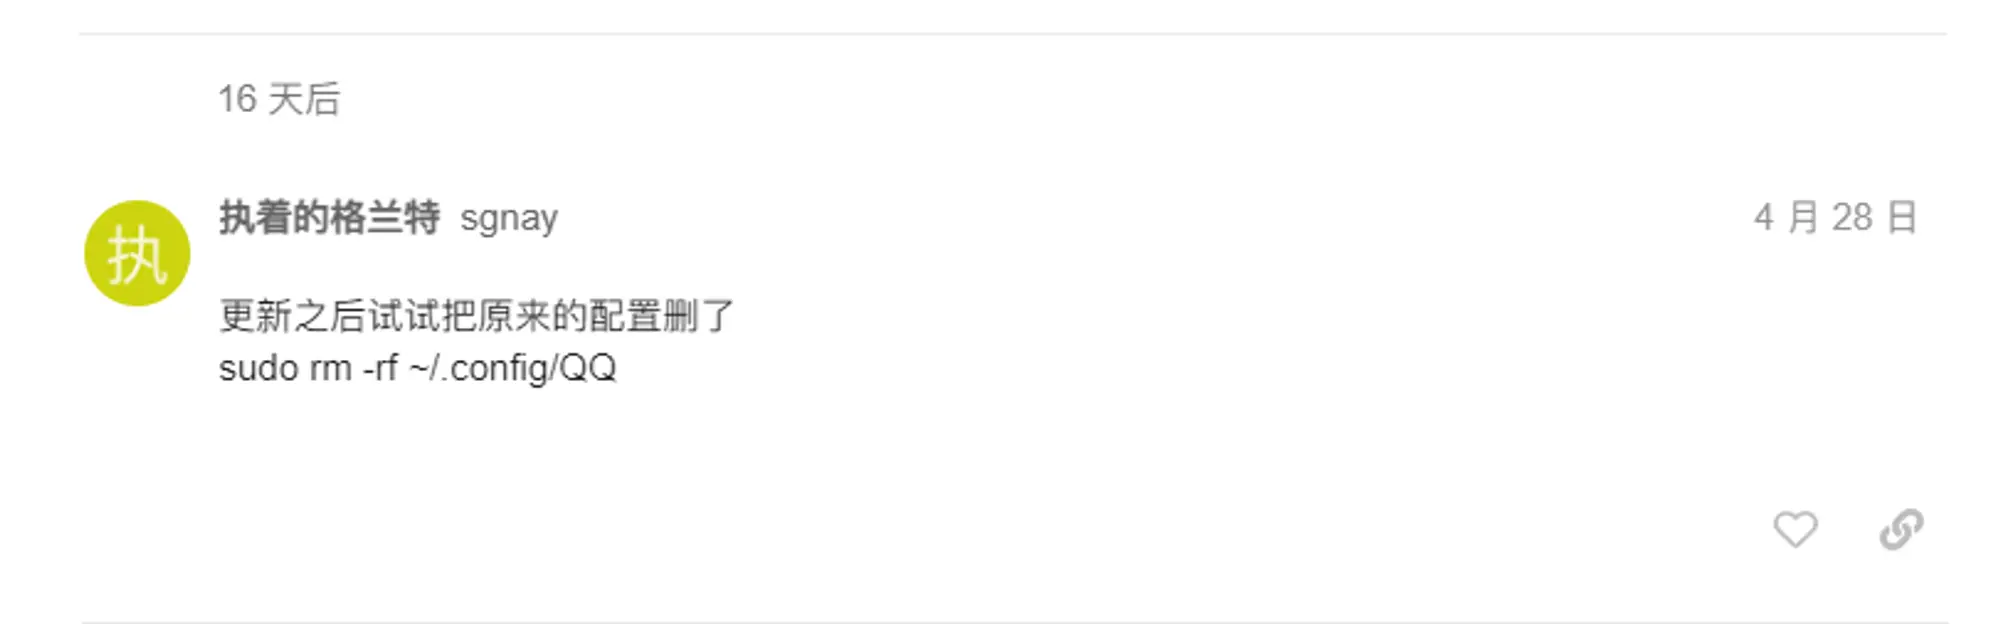 16 天后
执着的格兰特 sgnay
4 月 28 日
执
更新之后试试把原来的配置删了
sudo rm -rf ~/.config/QQ